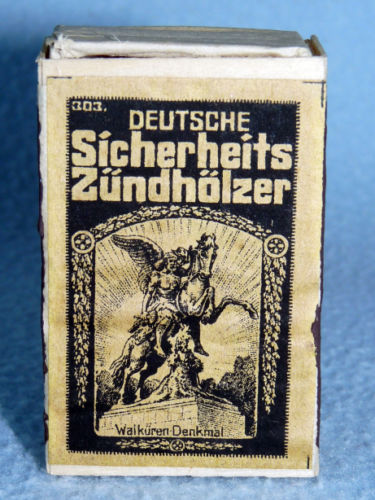 303.
DEUTSCHE
Sicherheits
Zündhölzer
Walküren-Denkmal